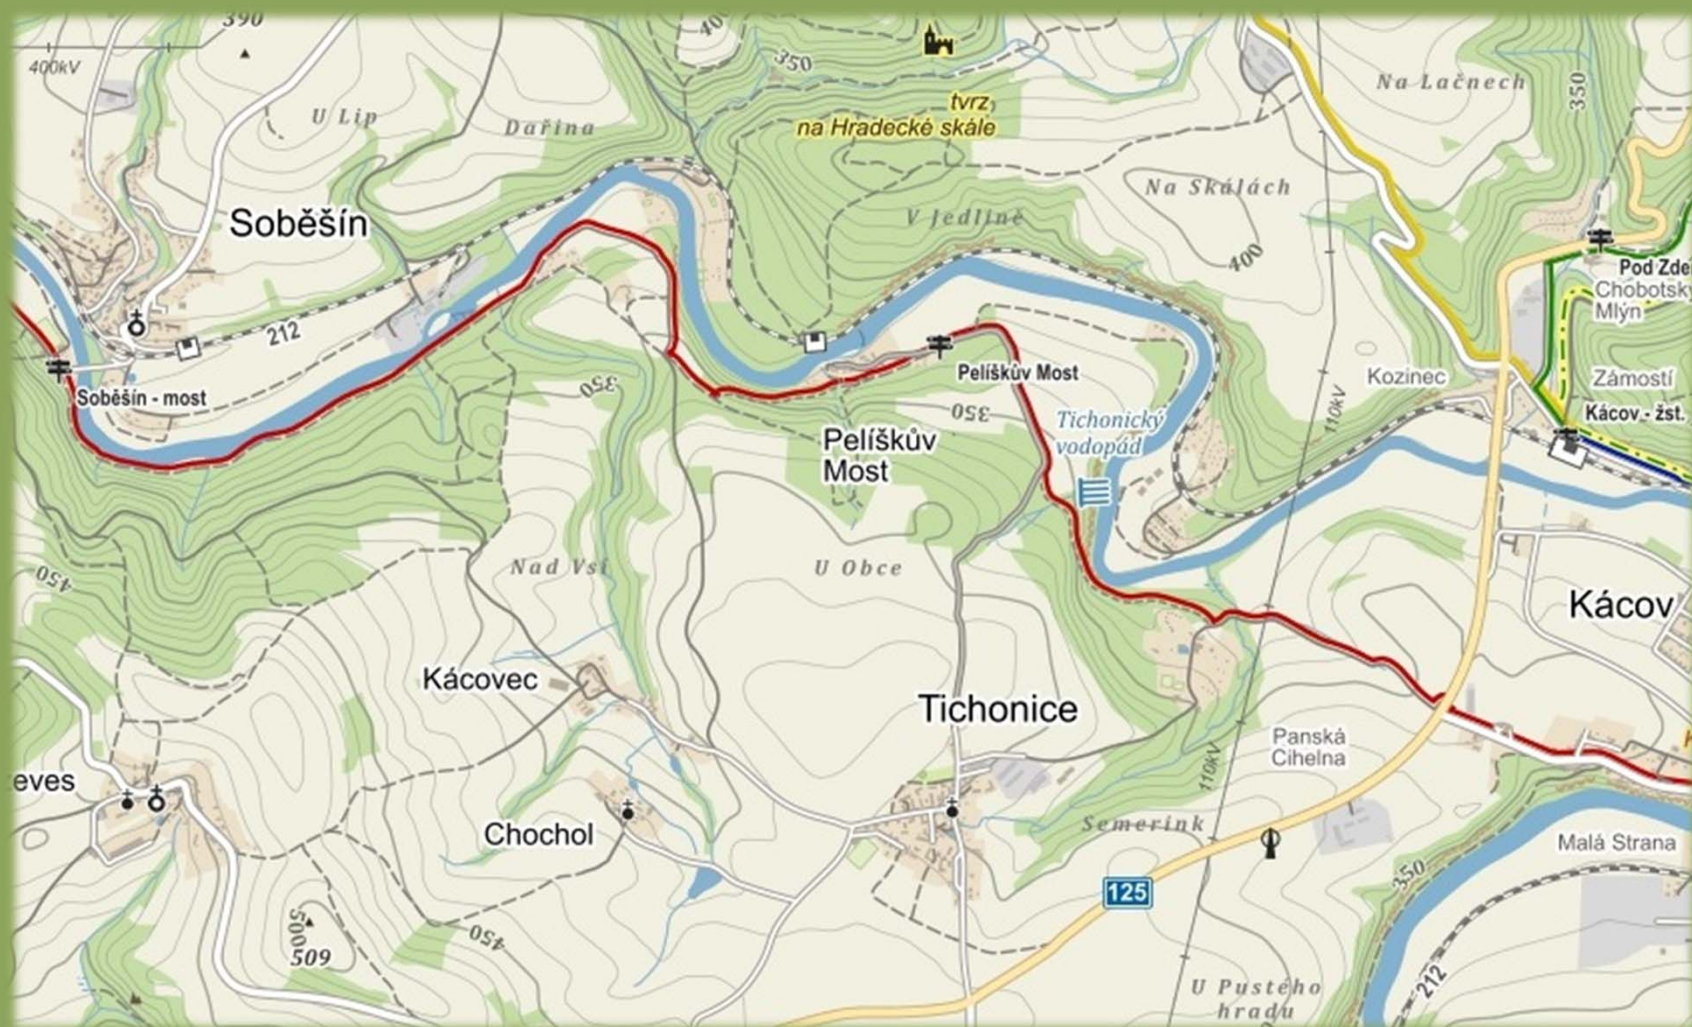 390
400kV
U Lip
Dařina
Soběšín
212
Soběšín - most
350
tvrz
na Hradecké skále
V Jedlině
Na Skálách
400
Na Lačnech
350
Pod Zde
Chobotský
Mlýn
Kozinec
Zámostí
Kácov - žst.
110kV
350
Pelíškův Most
350
Tichonický
vodopád
Pelíškův
Most
450
Nad Vsí
U Obce
Kácov
Kácovec
Tichonice
Panská
Cihelna
110kV
eves
Chochol
Semerink
125
350
Malá Strana
500
509
450
212
U Pustého
hradu